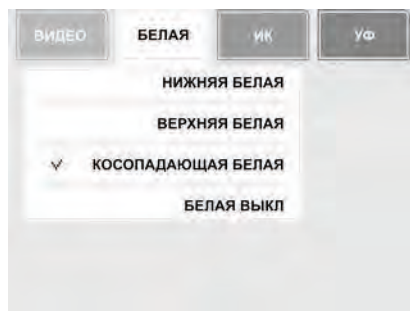 ВИДЕО БЕЛАЯ ИК УФ
НИЖНЯЯ БЕЛАЯ
ВЕРХНЯЯ БЕЛАЯ
КОСОПАДАЮЩАЯ БЕЛАЯ
БЕЛАЯ ВЫКЛ